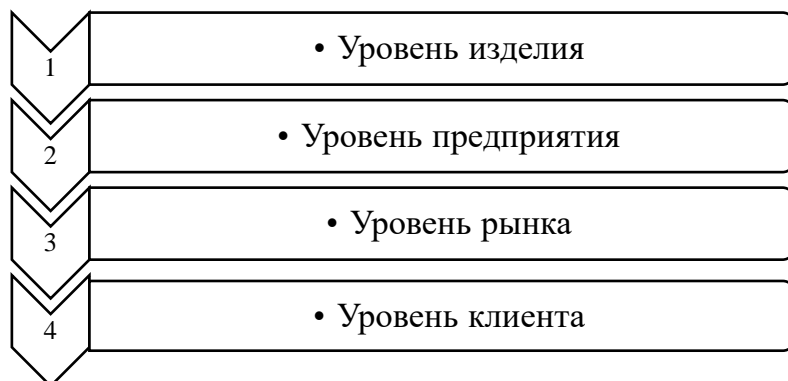 1
• Уровень изделия
2
• Уровень предприятия
3
• Уровень рынка
4
• Уровень клиента